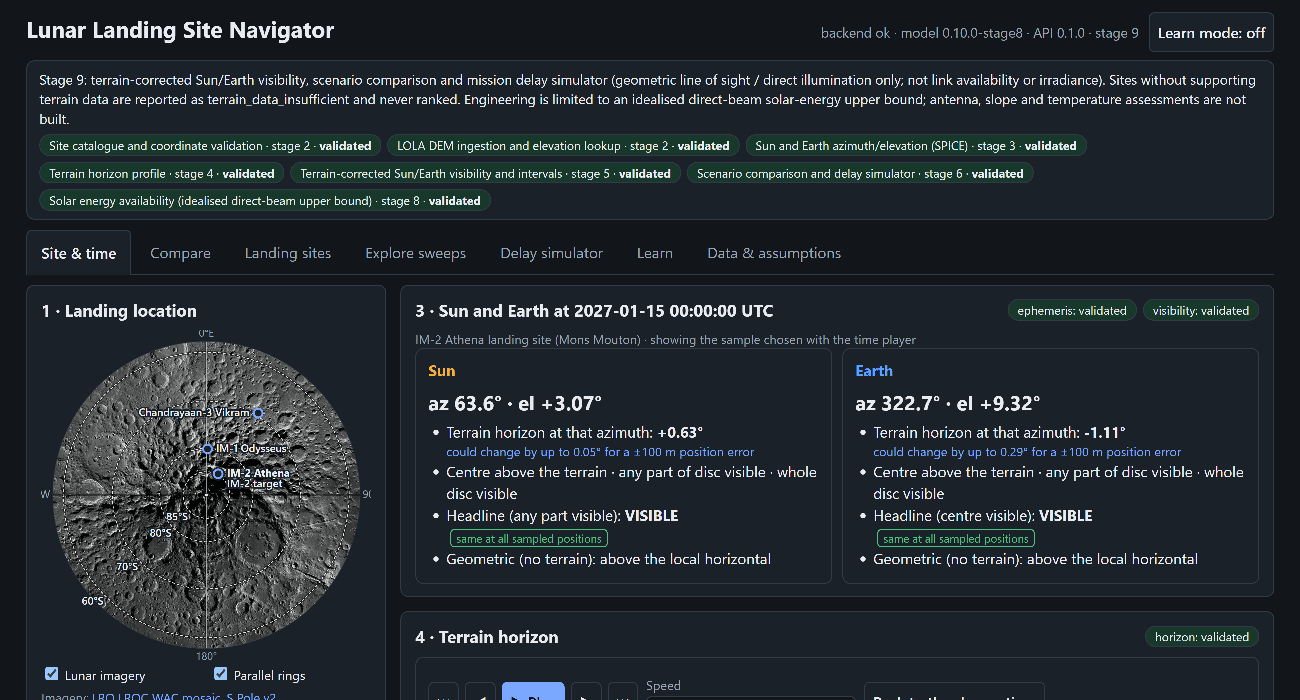 Lunar Landing Site Navigator
backend ok · model 0.10.0-stage8 · API 0.1.0 · stage 9
Learn mode: off
Stage 9: terrain-corrected Sun/Earth visibility, scenario comparison and mission delay simulator (geometric line of sight / direct illumination only; not link availability or irradiance). Sites without supporting
terrain data are reported as terrain_data_insufficient and never ranked. Engineering is limited to an idealised direct-beam solar-energy upper bound; antenna, slope and temperature assessments are not
built.
Site catalogue and coordinate validation · stage 2 · validated
LOLA DEM ingestion and elevation lookup · stage 2 · validated
Sun and Earth azimuth/elevation (SPICE) · stage 3 · validated
Terrain horizon profile · stage 4 · validated
Terrain-corrected Sun/Earth visibility and intervals · stage 5 · validated
Scenario comparison and delay simulator · stage 6 · validated
Solar energy availability (idealised direct-beam upper bound) · stage 8 · validated
Site & time
Compare
Landing sites
Explore sweeps
Delay simulator
Learn
Data & assumptions
1 · Landing location
0°E
Chandrayaan-3 Vikram
IM-1 Odysseus
IM-2 Athena
IM-2 target
W
90
85°S
80°S
70°S
60°S
180°
Lunar imagery
Parallel rings
Imagery: LRO LROC WAC mosaic, S Pole v2
3 · Sun and Earth at 2027-01-15 00:00:00 UTC
ephemeris: validated
visibility: validated
IM-2 Athena landing site (Mons Mouton) · showing the sample chosen with the time player
Sun
az 63.6° · el +3.07°
• Terrain horizon at that azimuth: +0.63°
could change by up to 0.05° for a ±100 m position error
• Centre above the terrain · any part of disc visible · whole
disc visible
• Headline (any part visible): VISIBLE
same at all sampled positions
• Geometric (no terrain): above the local horizontal
Earth
az 322.7° · el +9.32°
• Terrain horizon at that azimuth: -1.11°
could change by up to 0.29° for a ±100 m position error
• Centre above the terrain · any part of disc visible · whole
disc visible
• Headline (centre visible): VISIBLE
same at all sampled positions
• Geometric (no terrain): above the local horizontal
4 · Terrain horizon
horizon: validated
Speed